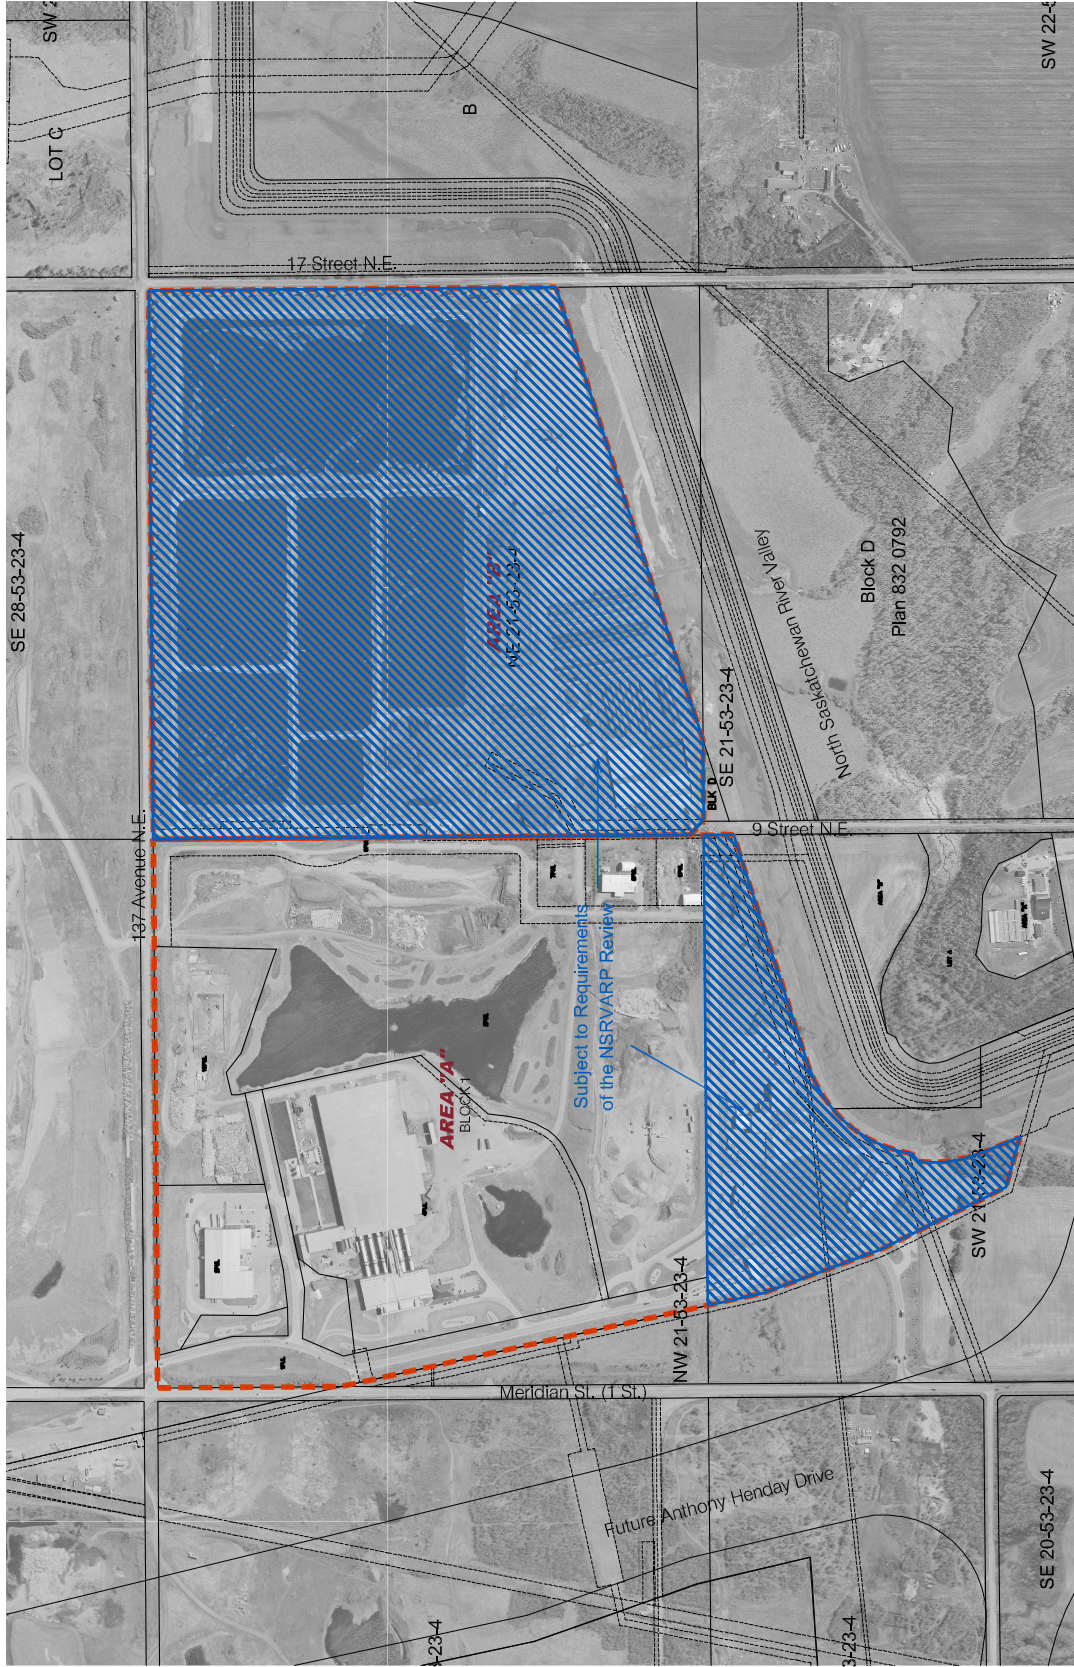 SW 2
LOT C
B
SW 22-5
17 Street N.E.
SE 28-53-23-4
AREA "B"
NE 21-53-23-4
North Saskatchewan River Valley
Block D
Plan 832 0792
SE 21-53-23-4
BLK D
9 Street N.E.
137 Avenue N.E.
Subject to Requirements
of the NSRVARP Review
AREA "A"
BLOCK 1
LOT A
SW 21-53-23-4
NW 21-53-23-4
Meridian St. (1 St.)
Future Anthony Henday Drive
SE 20-53-23-4
3-23-4
3-23-4